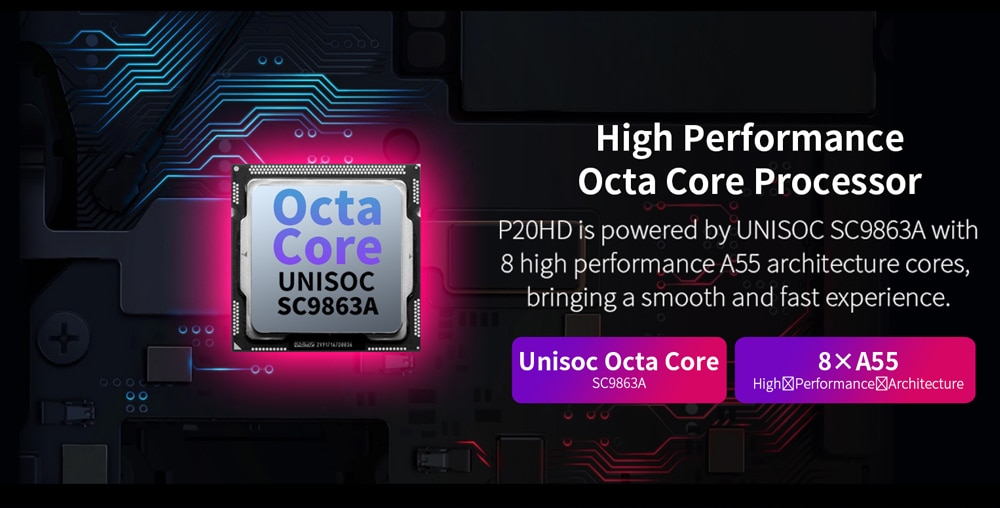 Octa
Core
UNISOC
SC9863A
High Performance
Octa Core Processor
P20HD is powered by UNISOC SC9863A with
8 high performance A55 architecture cores,
bringing a smooth and fast experience.
Unisoc Octa Core
SC9863A
8×A55
High☒Performance☒Architecture